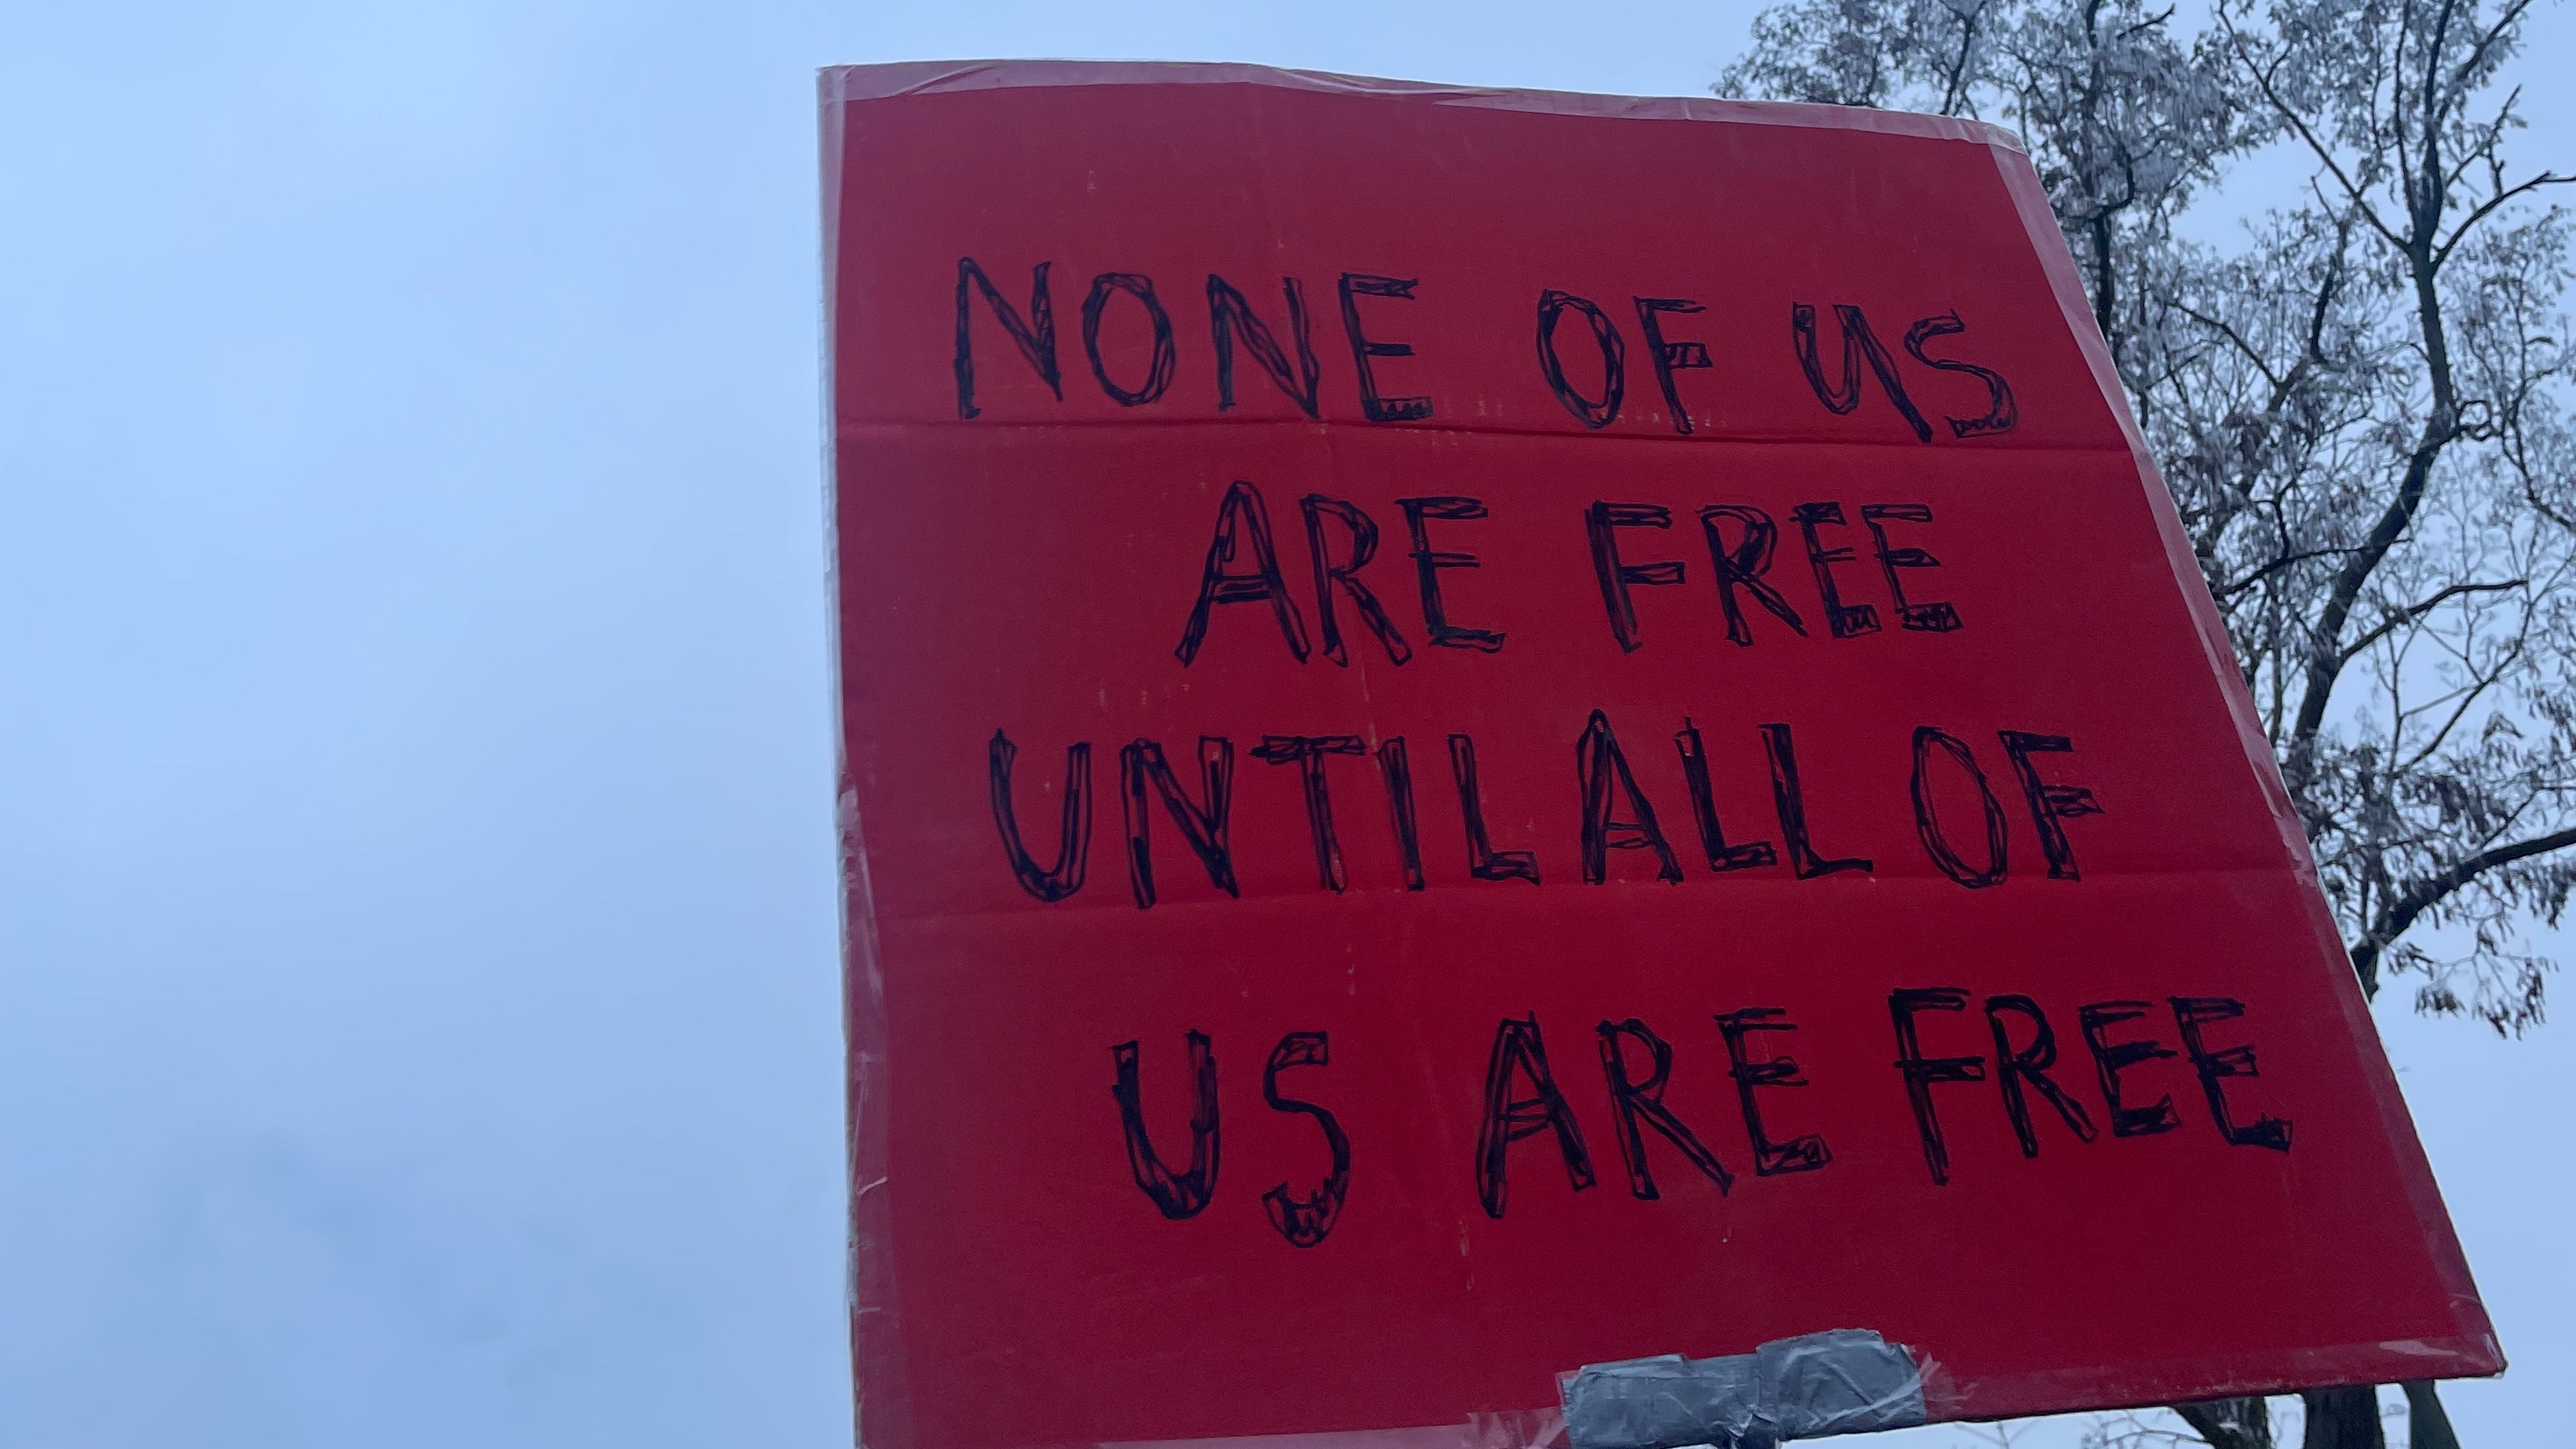 NONE OF US
ARE FREE
UNTIL ALL OF
US ARE FREE